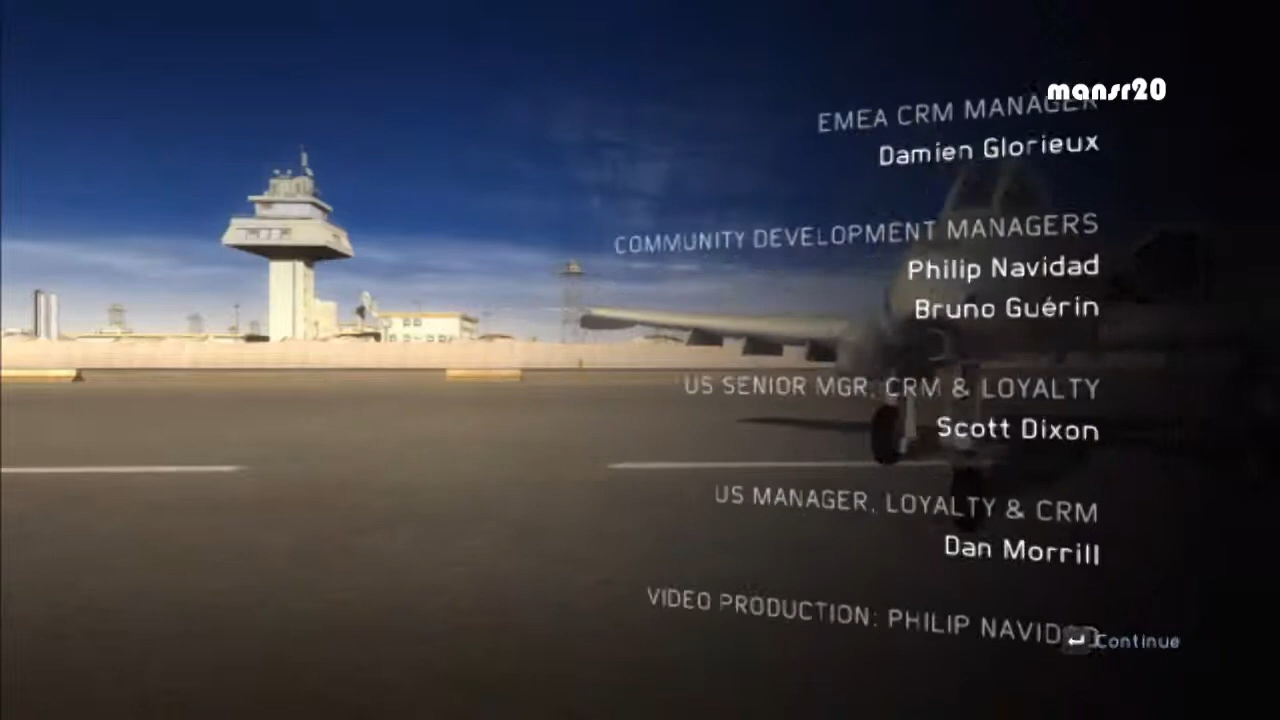 mansr20
EMEA CRM MANAGER
Damien Glorieux
COMMUNITY DEVELOPMENT MANAGERS
Philip Navidad
Bruno Guérin
US SENIOR MGR, CRM & LOYALTY
Scott Dixon
US MANAGER, LOYALTY & CRM
Dan Morrill
VIDEO PRODUCTION: PHILIP NAVIDAD
Continue